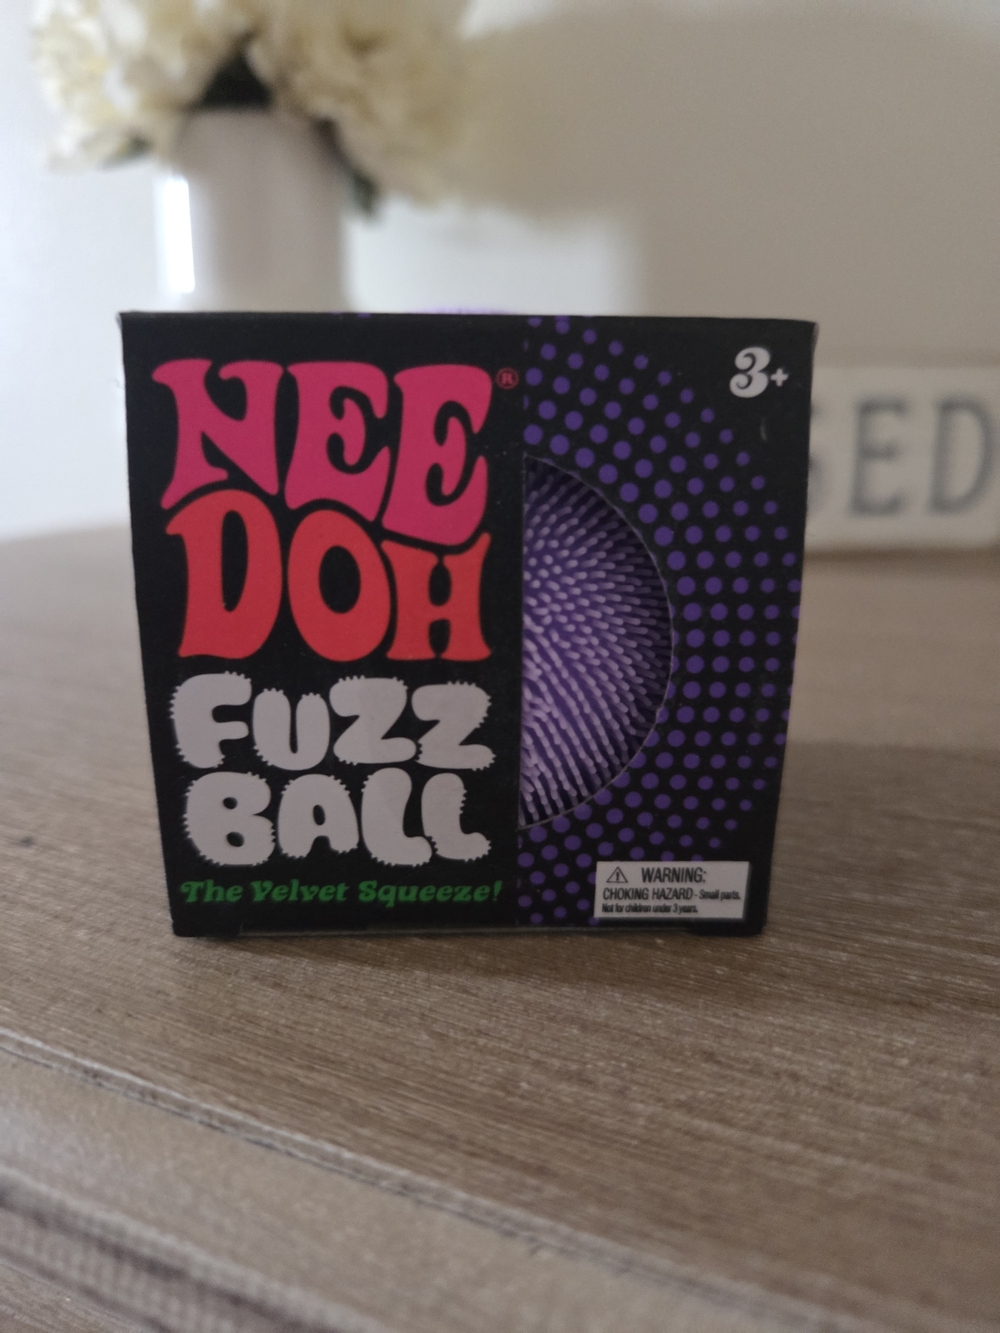 NEE®
DOH
FUZZ
BALL
The Velvet Squeeze!
3+
SED
⚠ WARNING:
CHOKING HAZARD - Small parts.
Not for children under 3 years.